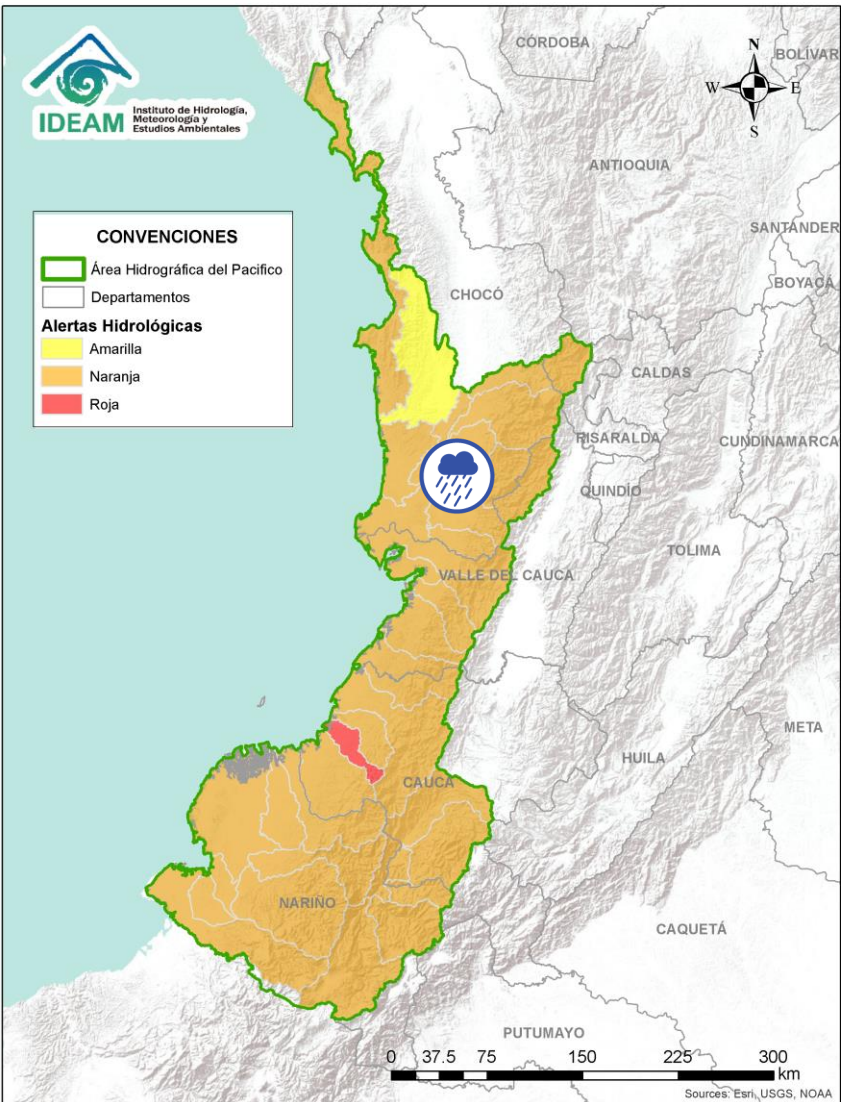 IDEAM
Instituto de Hidrología,
Meteorología y
Estudios Ambientales
N
W
E
S
CÓRDOBA
BOLIVAR
ANTIOQUIA
SANTANDER
BOYACÁ
CHOCÓ
CALDAS
RISARALDA
CUNDINAMARCA
QUINDÍO
TOLIMA
VALLE DEL CAUCA
META
HUILA
CAUCA
NARIÑO
CAQUETÁ
PUTUMAYO
CONVENCIONES
Área Hidrográfica del Pacifico
Departamentos
Alertas Hidrológicas
Amarilla
Naranja
Roja
0 37.5 75 150 225 300
km
Sources: Esri, USGS, NOAA